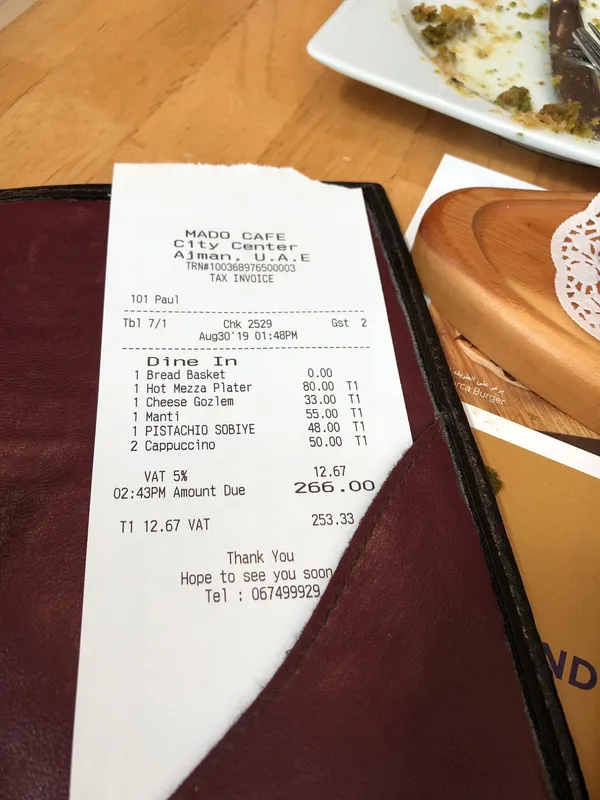 MADO CAFE
City Center
Ajman, U.A.E
TRN#100368976500003
TAX INVOICE
101 Paul
Tbl 7/1 Chk 2529 Gst 2
Aug30'19 01:48PM
Dine In
1 Bread Basket 0.00
1 Hot Mezza Plater 80.00 T1
1 Cheese Gozlem 33.00 T1
1 Manti 55.00 T1
1 PISTACHIO SOBIYE 48.00 T1
2 Cappuccino 50.00 T1
VAT 5% 12.67
02:43PM Amount Due 266.00
T1 12.67 VAT 253.33
Thank You
Hope to see you soon
Tel : 067499929
Burger
ND